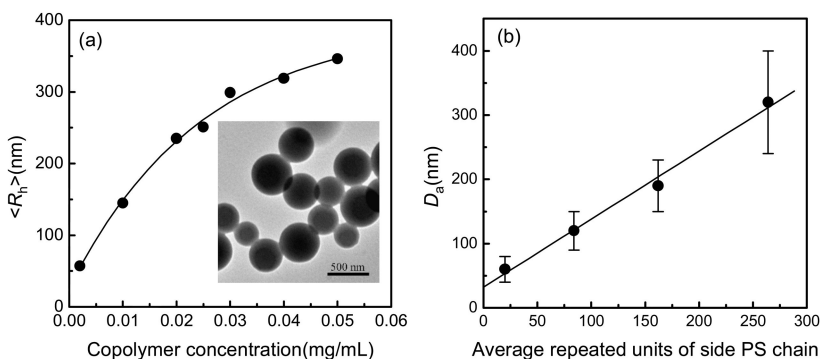 (a)
400
300
200
100
0
<Rh>(nm)
500 nm
0.00 0.01 0.02 0.03 0.04 0.05 0.06
Copolymer concentration(mg/mL)
(b)
400
300
200
100
0
Da(nm)
0 50 100 150 200 250 300
Average repeated units of side PS chain